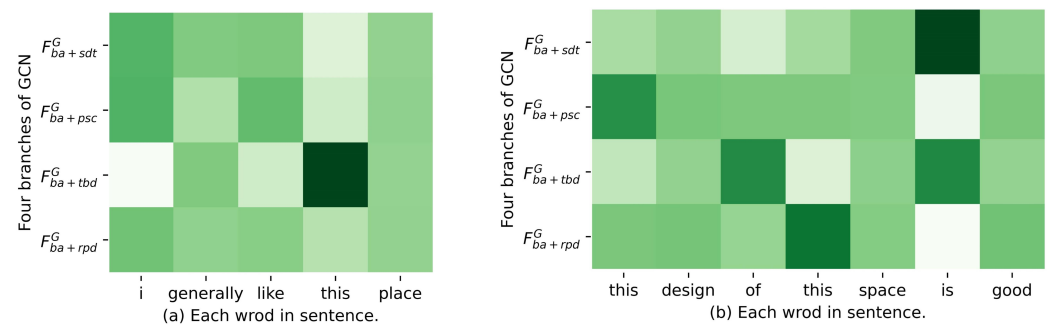 Four branches of GCN
F^G_{ba+sdt}
F^G_{ba+psc}
F^G_{ba+tbd}
F^G_{ba+rpd}
i generally like this place
(a) Each wrod in sentence.
Four branches of GCN
F^G_{ba+sdt}
F^G_{ba+psc}
F^G_{ba+tbd}
F^G_{ba+rpd}
this design of this space is good
(b) Each wrod in sentence.